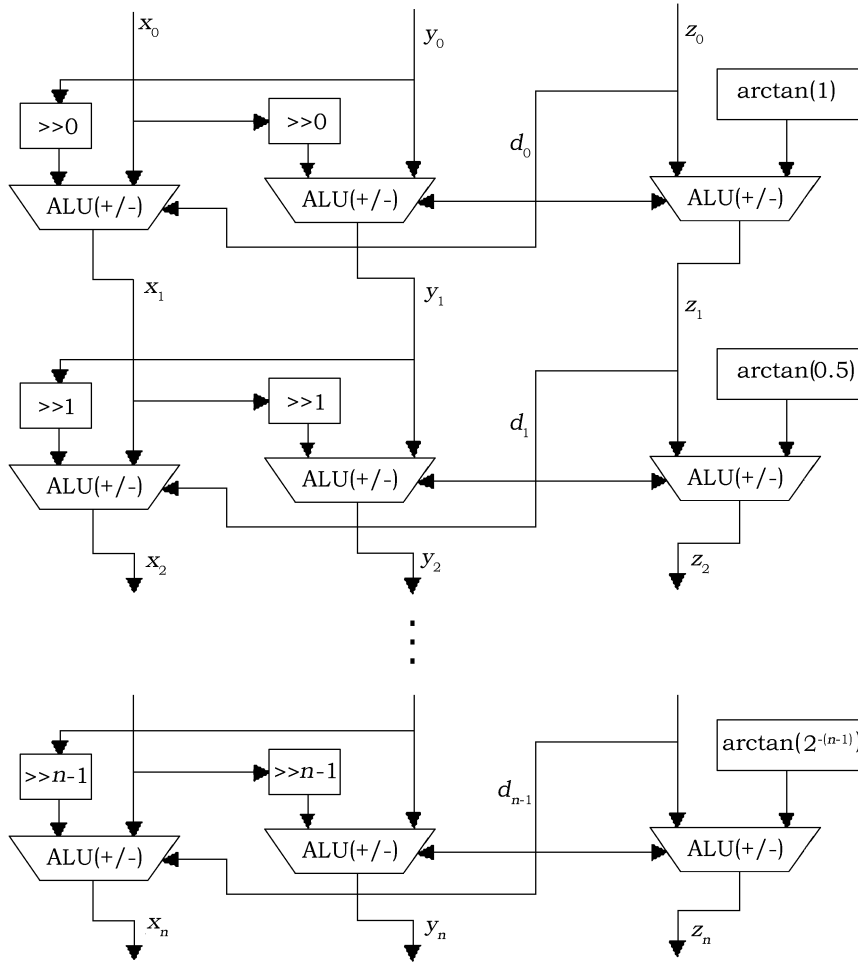 x₀ y₀ z₀
arctan(1)
>>0 >>0
d₀
ALU(+/-) ALU(+/-) ALU(+/-)
x₁ y₁ z₁
arctan(0.5)
>>1 >>1
d₁
ALU(+/-) ALU(+/-) ALU(+/-)
x₂ y₂ z₂
⋮
arctan(2⁻⁽ⁿ⁻¹⁾)
>>n-1 >>n-1
dₙ₋₁
ALU(+/-) ALU(+/-) ALU(+/-)
xₙ yₙ zₙ